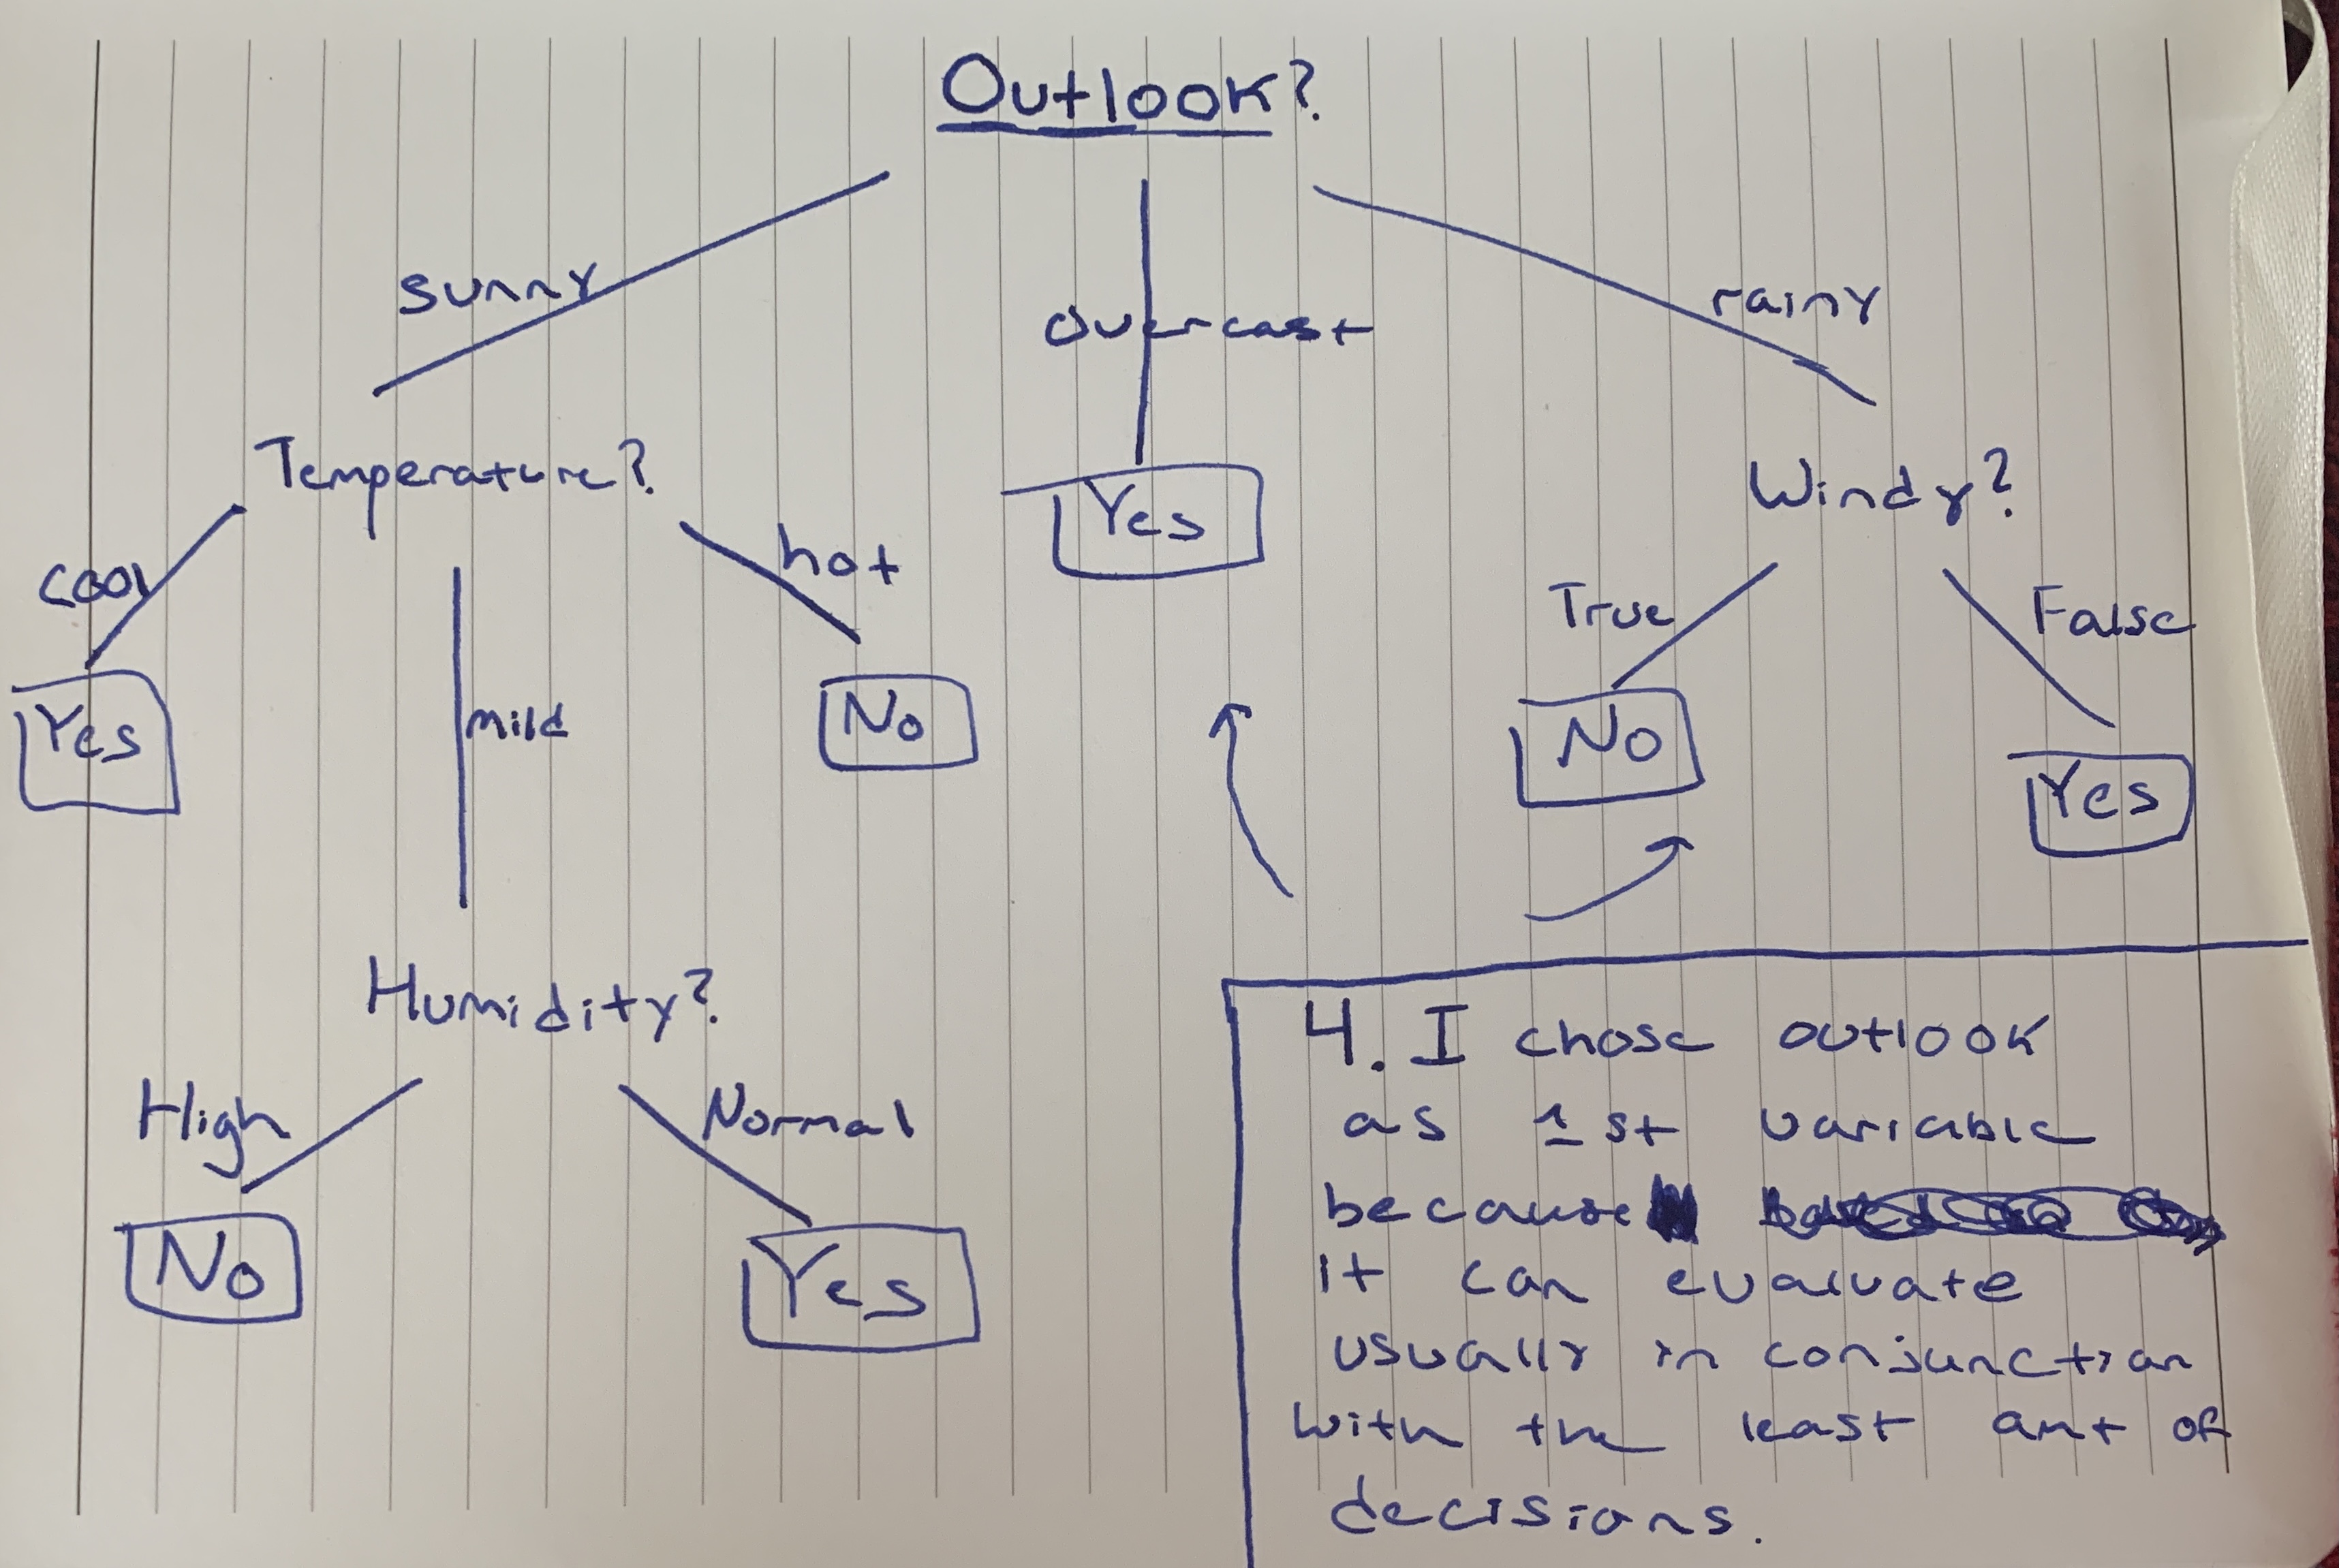 Outlook?
sunny
overcast
rainy
Temperature?
Windy?
cool
mild
hot
Yes
True
False
Yes
No
No
Yes
Humidity?
High
Normal
No
Yes
4. I chose outlook
as 1st variable
because
it can evaluate
usually in conjunction
with the least amt of
decisions.